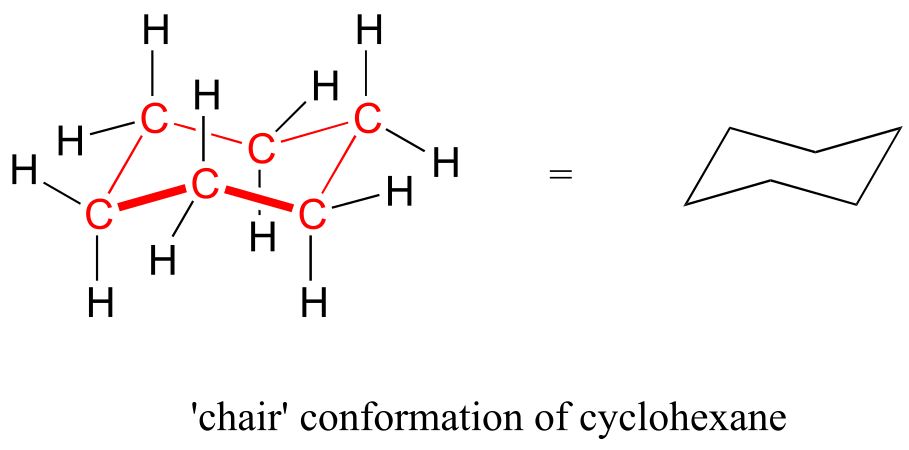 H H
H H
C C
H C H
H C H
C C
H H
H H
=
'chair' conformation of cyclohexane